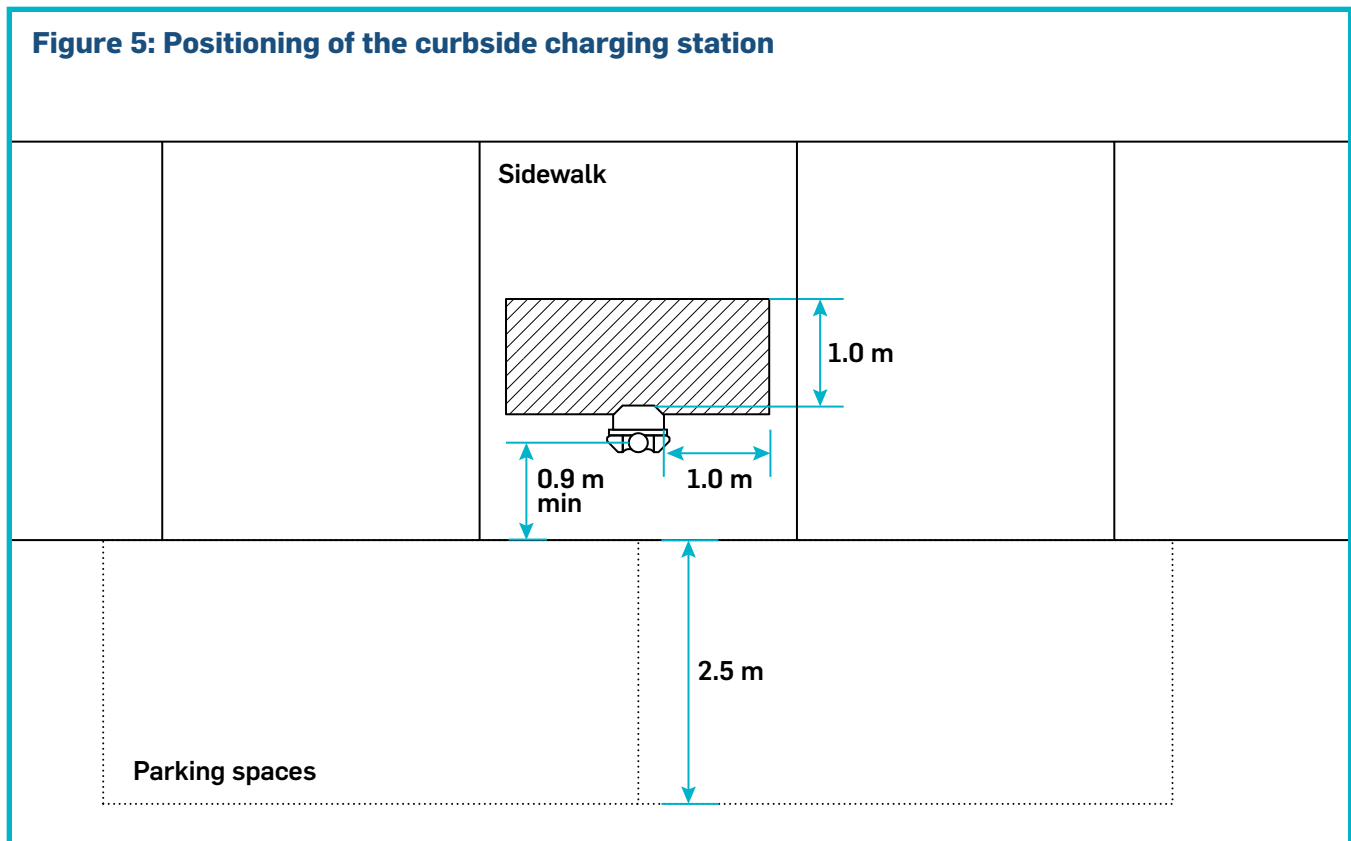 Figure 5: Positioning of the curbside charging station
Sidewalk
1.0 m
0.9 m
min
1.0 m
2.5 m
Parking spaces